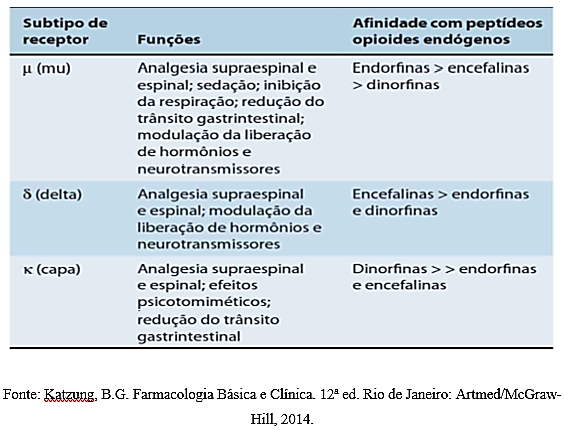 Subtipo de receptor Funções Afinidade com peptídeos opioides endógenos
μ (mu) Analgesia supraespinal e Endorfinas > encefalinas
espinal; sedação; inibição > dinorfinas
da respiração; redução do
trânsito gastrintestinal;
modulação da liberação
de hormônios e
neurotransmissores
δ (delta) Analgesia supraespinal Encefalinas > endorfinas
e espinal; modulação da e dinorfinas
liberação de hormônios e
neurotransmissores
κ (capa) Analgesia supraespinal Dinorfinas > > endorfinas
e espinal; efeitos e encefalinas
psicotomiméticos;
redução do trânsito
gastrintestinal
Fonte: Katzung, B.G. Farmacologia Básica e Clínica. 12ª ed. Rio de Janeiro: Artmed/McGraw-
Hill, 2014.